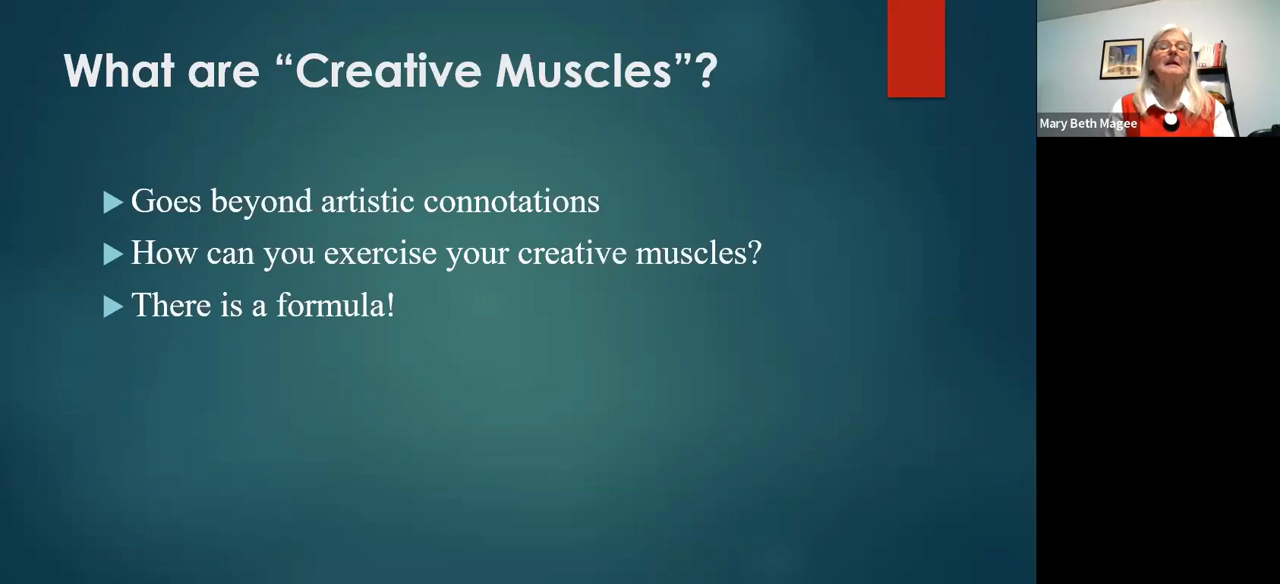 What are “Creative Muscles”?
Goes beyond artistic connotations
How can you exercise your creative muscles?
There is a formula!
Mary Beth Magee